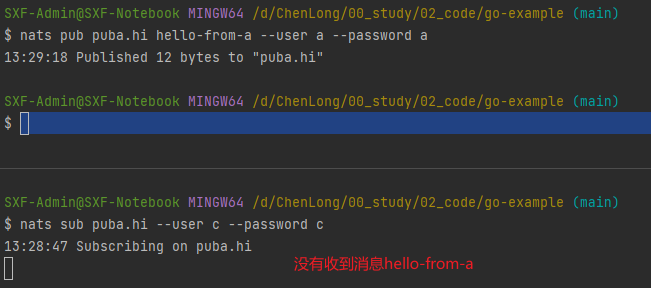 SXF-Admin@SXF-Notebook MINGW64 /d/ChenLong/00_study/02_code/go-example (main)
$ nats pub puba.hi hello-from-a --user a --password a
13:29:18 Published 12 bytes to "puba.hi"
SXF-Admin@SXF-Notebook MINGW64 /d/ChenLong/00_study/02_code/go-example (main)
$
SXF-Admin@SXF-Notebook MINGW64 /d/ChenLong/00_study/02_code/go-example (main)
$ nats sub puba.hi --user c --password c
13:28:47 Subscribing on puba.hi
没有收到消息hello-from-a